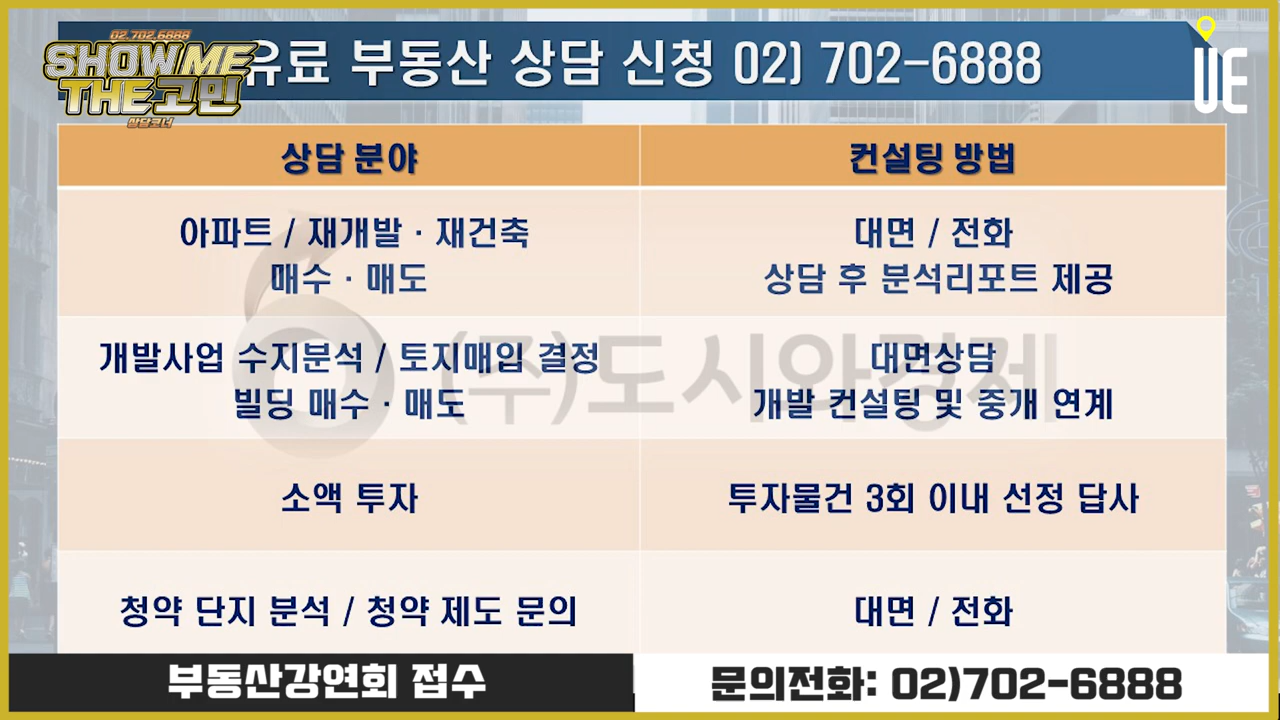 02.702.6888
SHOW ME
THE 고민
상담코너
유료 부동산 상담 신청 02) 702-6888
UE
상담 분야
컨설팅 방법
아파트 / 재개발 · 재건축
매수 · 매도
대면 / 전화
상담 후 분석리포트 제공
개발사업 수지분석 / 토지매입 결정
빌딩 매수 · 매도
대면상담
개발 컨설팅 및 중개 연계
(주)도시와경제
소액 투자
투자물건 3회 이내 선정 답사
청약 단지 분석 / 청약 제도 문의
대면 / 전화
부동산강연회 접수
문의전화: 02)702-6888